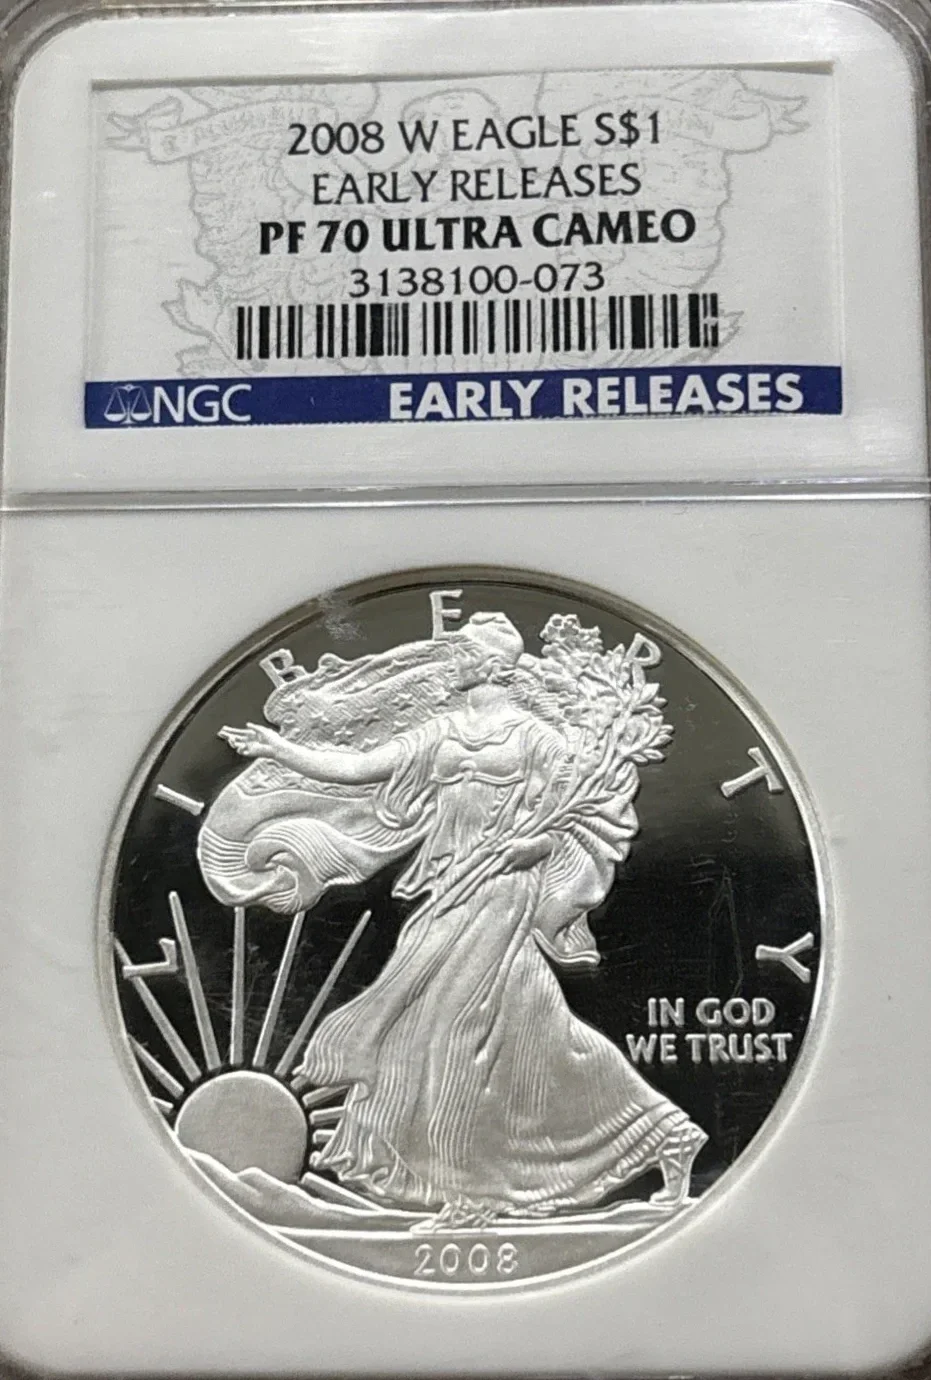 2008 W EAGLE S$1
EARLY RELEASES
PF 70 ULTRA CAMEO
3138100-073
NGC EARLY RELEASES
LIBERTY
IN GOD
WE TRUST
2008